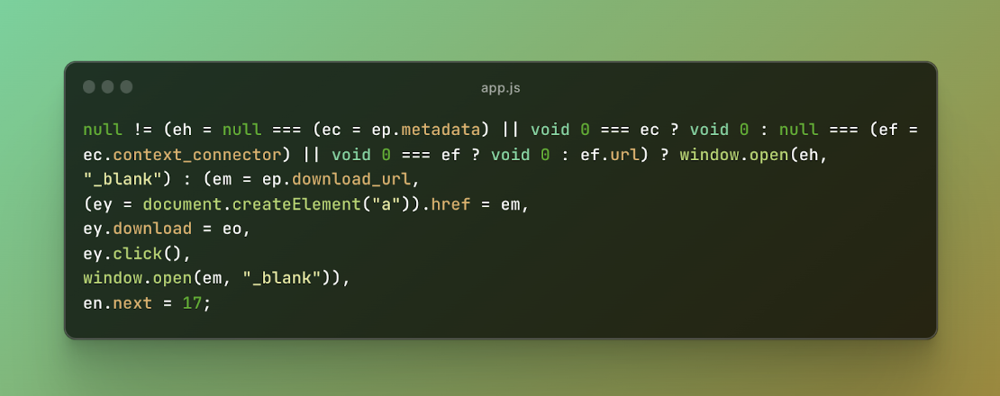 app.js
null != (eh = null === (ec = ep.metadata) || void 0 === ec ? void 0 : null === (ef =
ec.context_connector) || void 0 === ef ? void 0 : ef.url) ? window.open(eh,
"_blank") : (em = ep.download_url,
(ey = document.createElement("a")).href = em,
ey.download = eo,
ey.click(),
window.open(em, "_blank")),
en.next = 17;